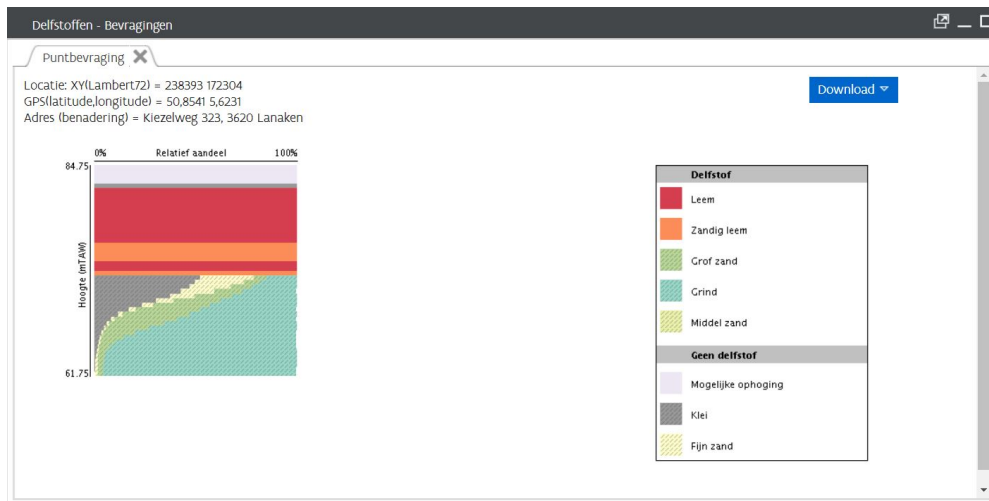 Delfstoffen - Bevragingen
Puntbevraging
Locatie: XY(Lambert72) = 238393 172304
GPS(latitude,longitude) = 50,8541 5,6231
Adres (benadering) = Kiezelweg 323, 3620 Lanaken
Download
0% Relatief aandeel 100%
84.75
Hoogte (mTAW)
61.75
Delfstof
Leem
Zandig leem
Grof zand
Grind
Middel zand
Geen delfstof
Mogelijke ophoging
Klei
Fijn zand